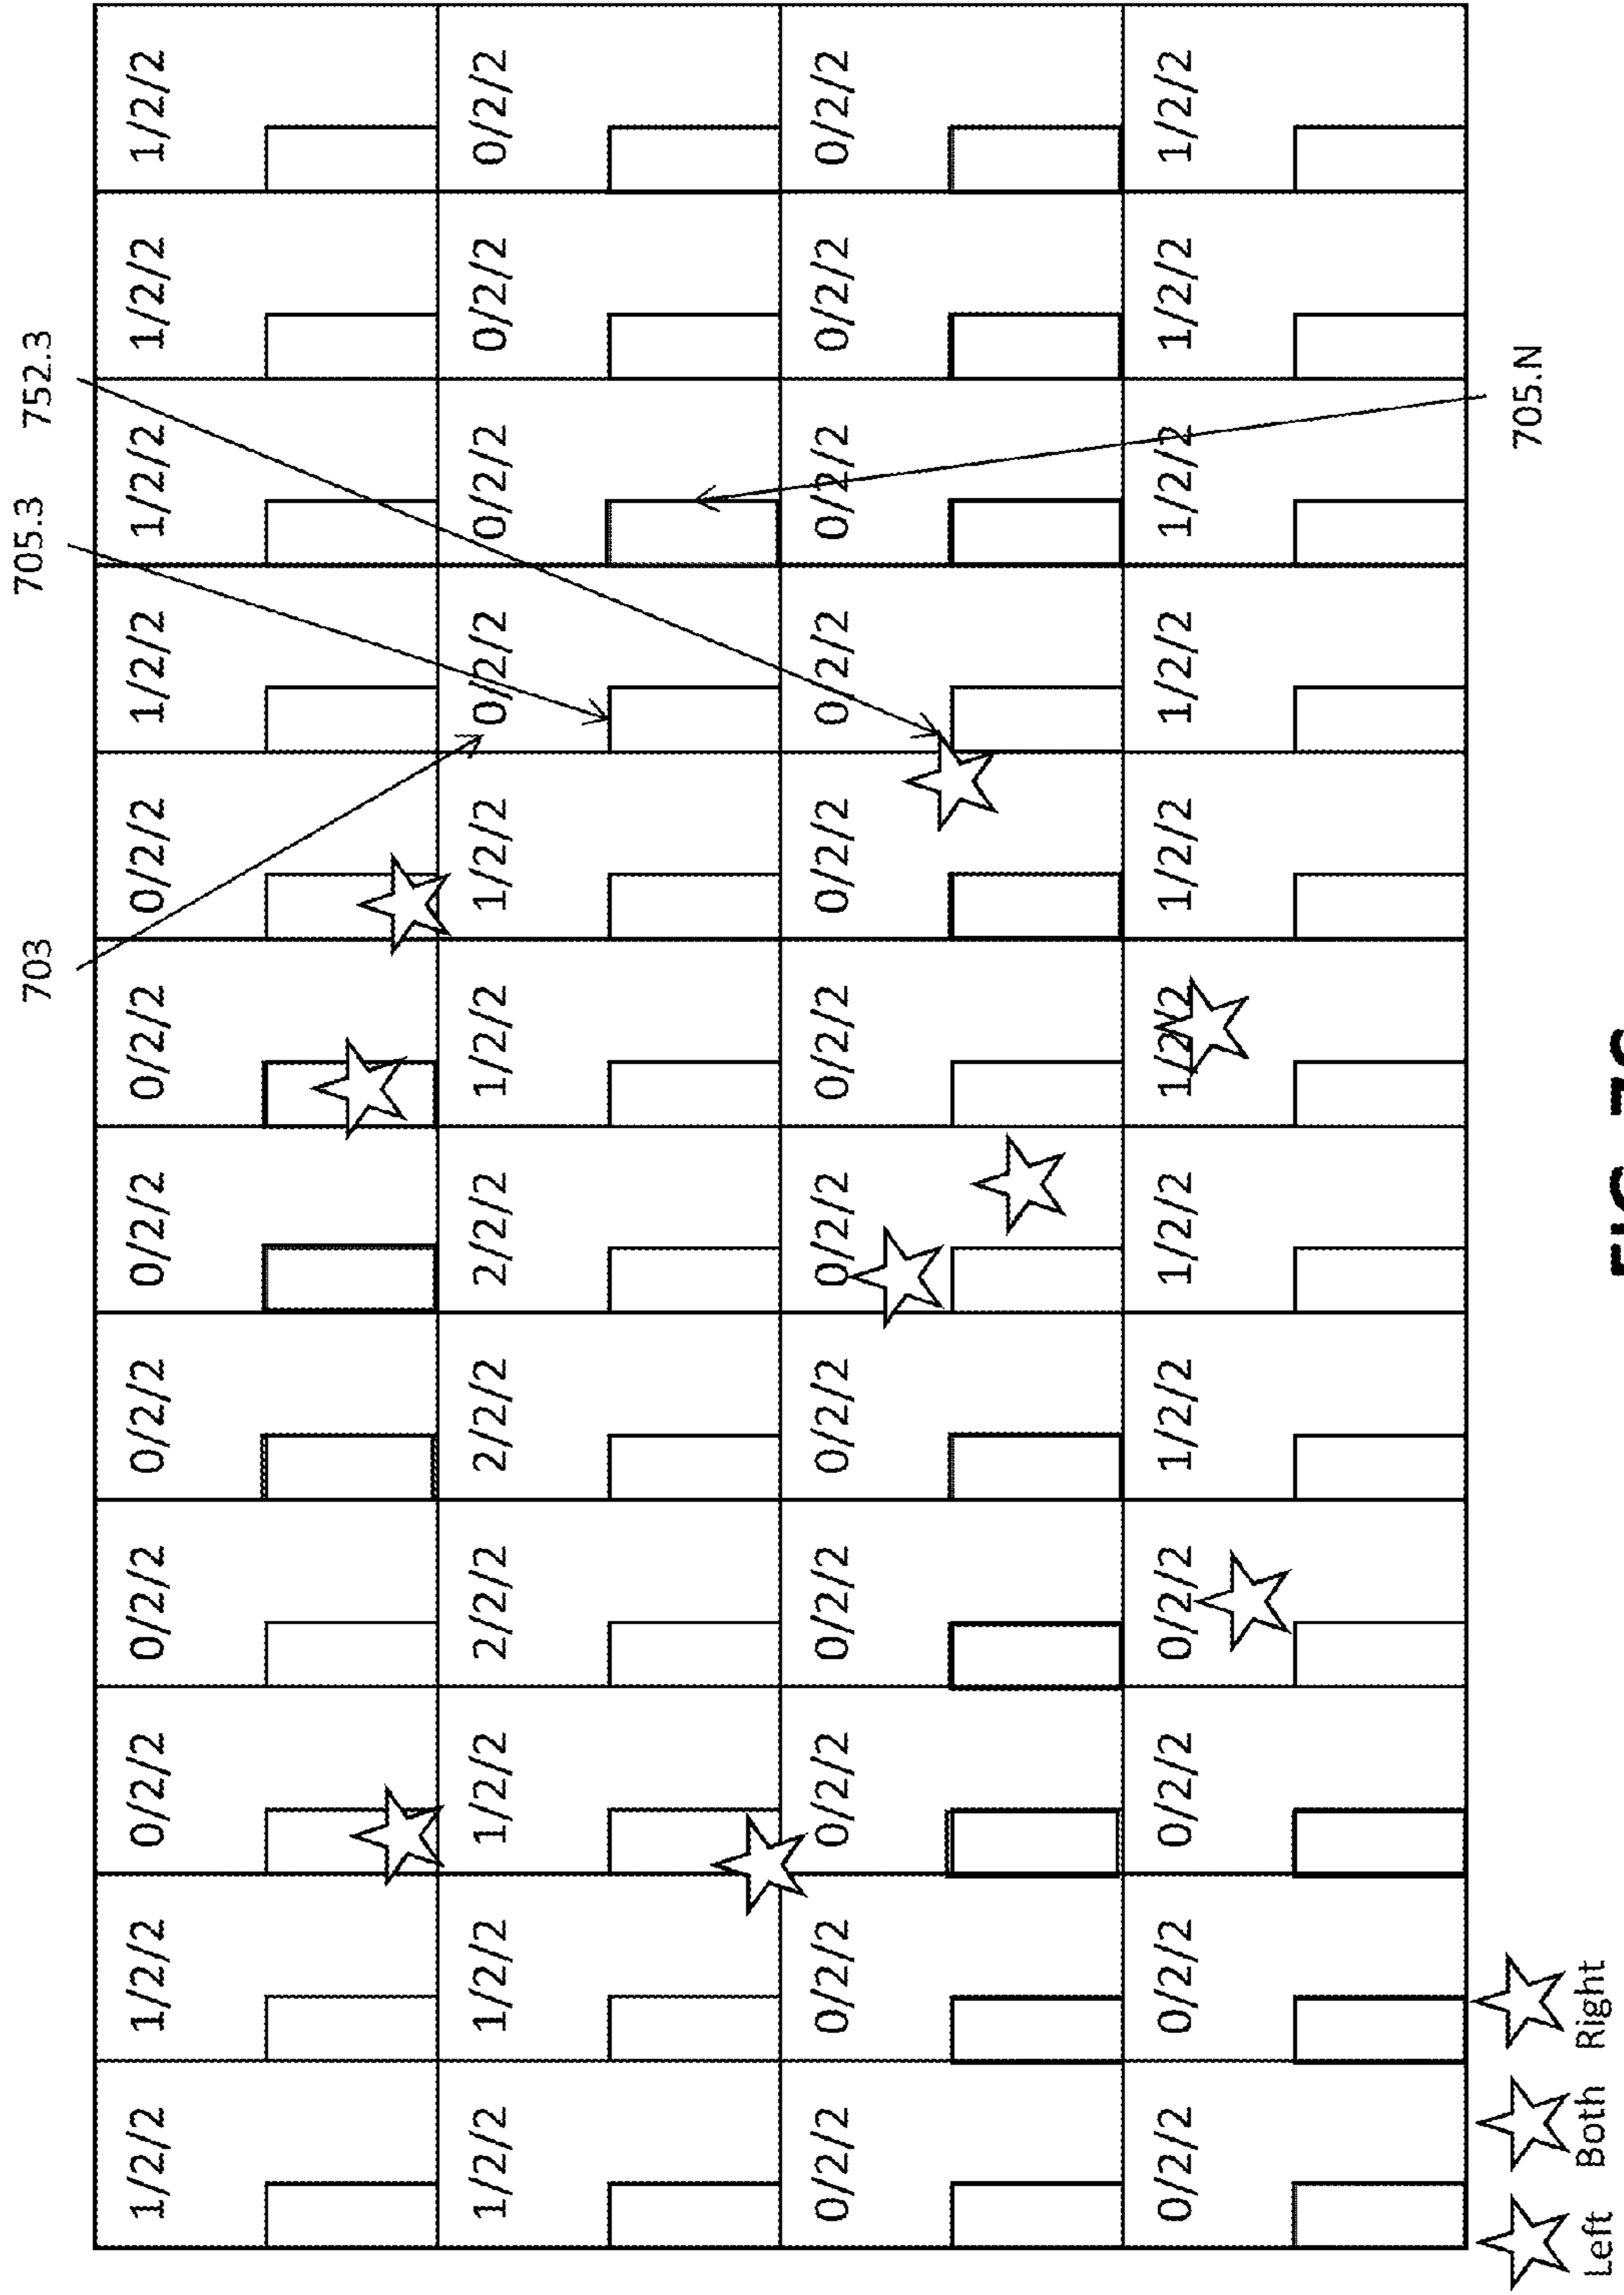 703 705.3 752.3
1/2/2 1/2/2 0/2/2 0/2/2 0/2/2 0/2/2 0/2/2 0/2/2 1/2/2 1/2/2 1/2/2 1/2/2
1/2/2 1/2/2 1/2/2 2/2/2 2/2/2 2/2/2 1/2/2 1/2/2 0/2/2 0/2/2 0/2/2 0/2/2
0/2/2 0/2/2 0/2/2 0/2/2 0/2/2 0/2/2 0/2/2 0/2/2 0/2/2 0/2/2 0/2/2 0/2/2
0/2/2 0/2/2 0/2/2 0/2/2 1/2/2 1/2/2 1/2/2 1/2/2 1/2/2 1/2/2 1/2/2 1/2/2
705.N
Left Both Right